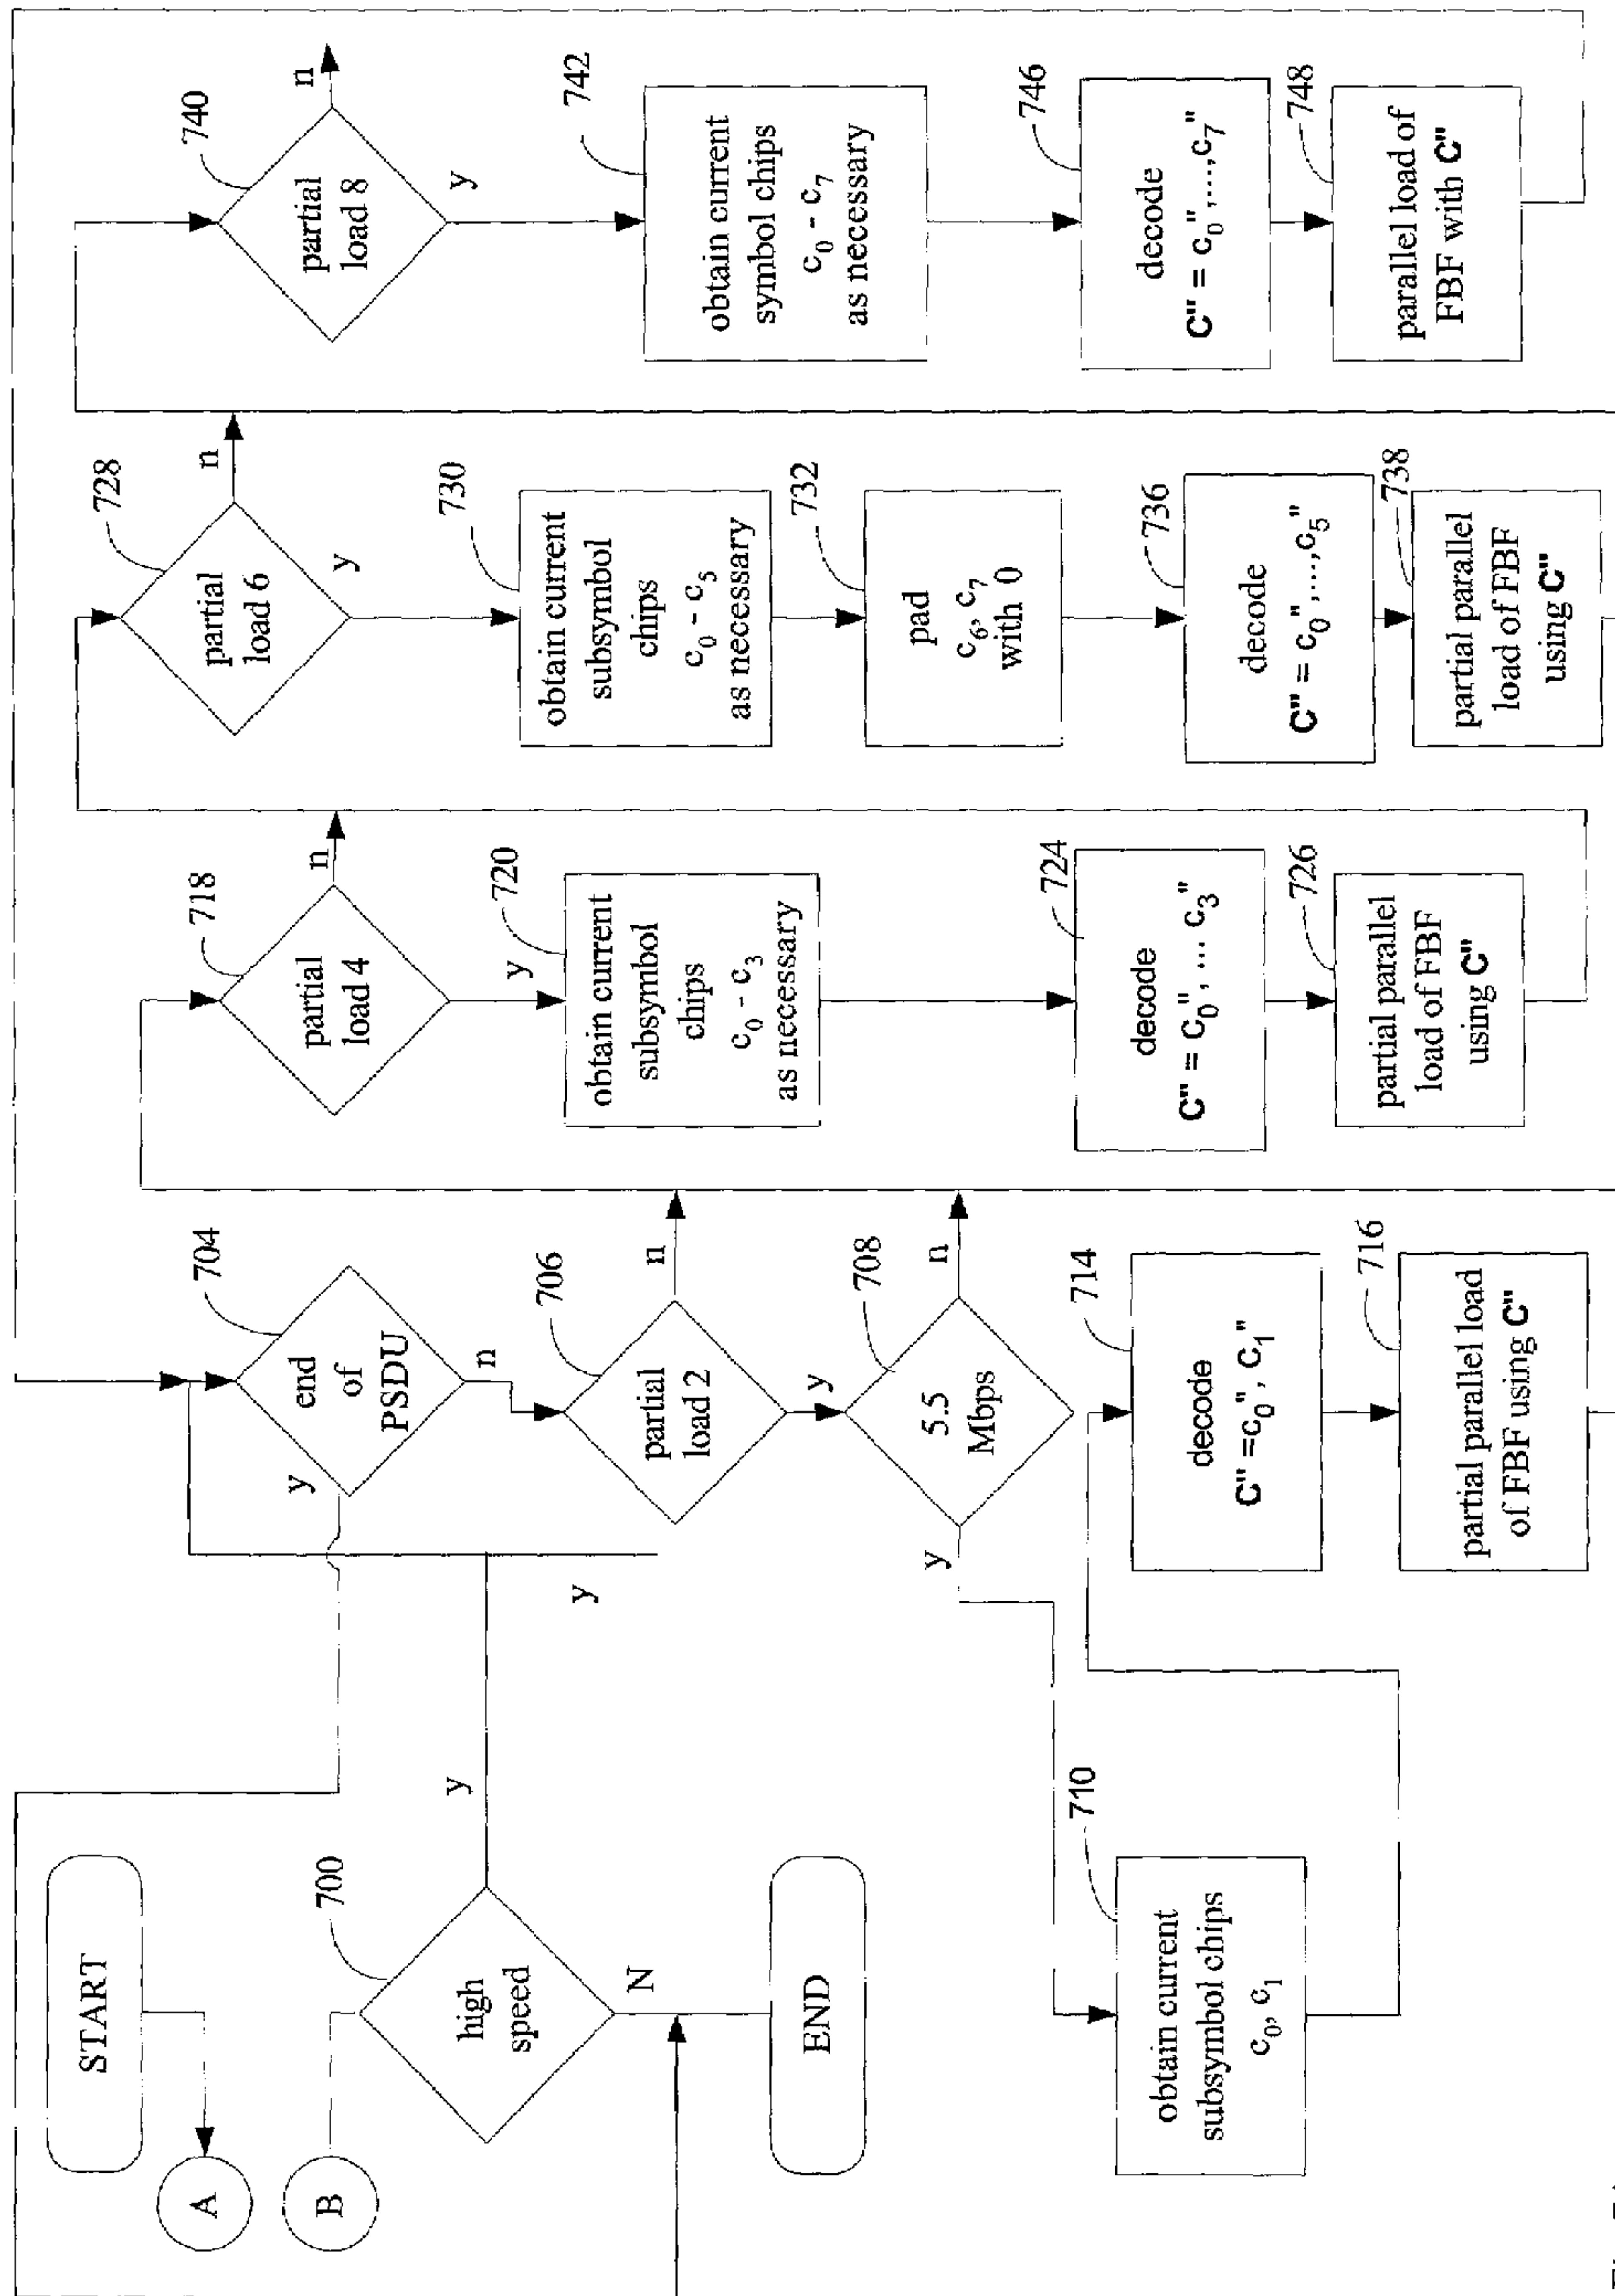 START
A
B
700
high
speed
y
N
END
704
end
of
PSDU
y
n
y
706
partial
load 2
n
y
708
5.5
Mbps
n
y
710
obtain current
subsymbol chips
c0, c1
714
decode
C" =c0", C1"
716
partial parallel load
of FBF using C"
718
partial
load 4
n
y
720
obtain current
subsymbol
chips
c0 - c3
as necessary
724
decode
C" = c0", ... c3"
726
partial parallel
load of FBF
using C"
728
partial
load 6
n
y
730
obtain current
subsymbol
chips
c0 - c5
as necessary
732
pad
c6, c7
with 0
736
decode
C" = c0",...,c5"
738
partial parallel
load of FBF
using C"
740
partial
load 8
n
y
742
obtain current
symbol chips
c0 - c7
as necessary
746
decode
C" = c0",...,c7"
748
parallel load of
FBF with C"